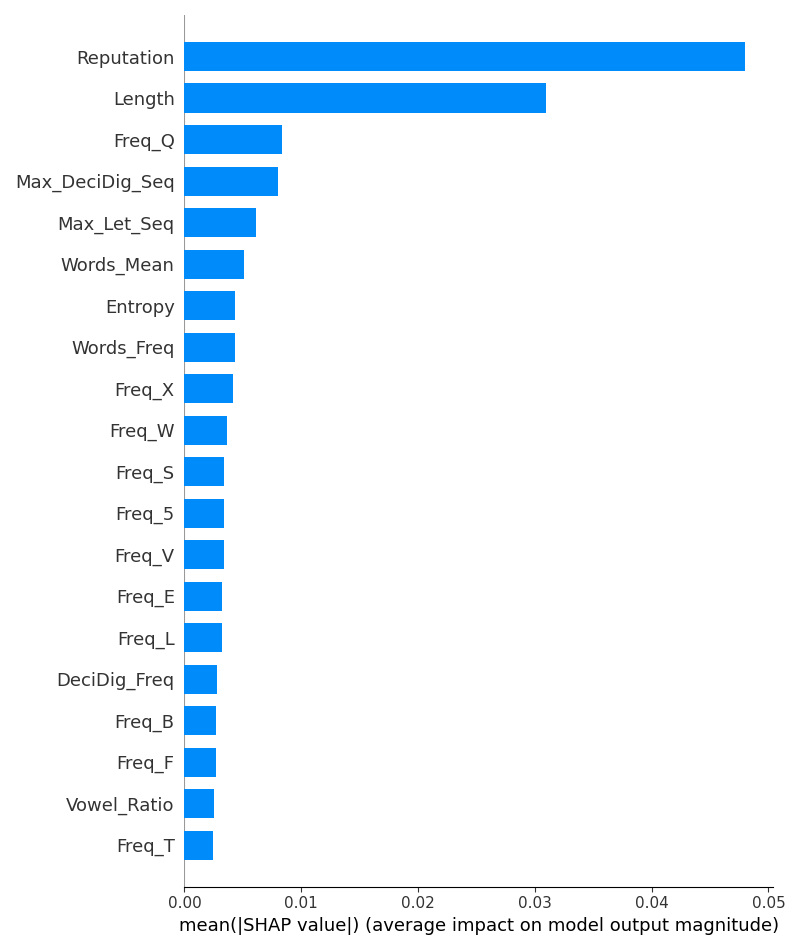 Reputation
Length
Freq_Q
Max_DeciDig_Seq
Max_Let_Seq
Words_Mean
Entropy
Words_Freq
Freq_X
Freq_W
Freq_S
Freq_5
Freq_V
Freq_E
Freq_L
DeciDig_Freq
Freq_B
Freq_F
Vowel_Ratio
Freq_T
0.00 0.01 0.02 0.03 0.04 0.05
mean(|SHAP value|) (average impact on model output magnitude)